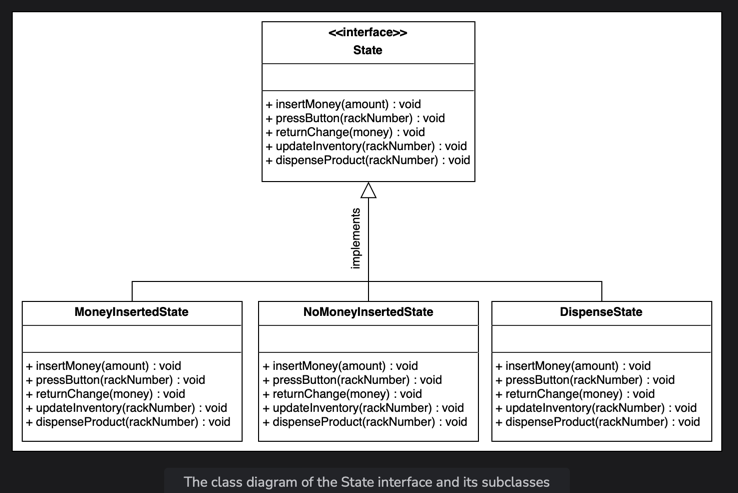 <<interface>>
State
+ insertMoney(amount) : void
+ pressButton(rackNumber) : void
+ returnChange(money) : void
+ updateInventory(rackNumber) : void
+ dispenseProduct(rackNumber) : void
implements
MoneyInsertedState
+ insertMoney(amount) : void
+ pressButton(rackNumber) : void
+ returnChange(money) : void
+ updateInventory(rackNumber) : void
+ dispenseProduct(rackNumber) : void
NoMoneyInsertedState
+ insertMoney(amount) : void
+ pressButton(rackNumber) : void
+ returnChange(money) : void
+ updateInventory(rackNumber) : void
+ dispenseProduct(rackNumber) : void
DispenseState
+ insertMoney(amount) : void
+ pressButton(rackNumber) : void
+ returnChange(money) : void
+ updateInventory(rackNumber) : void
+ dispenseProduct(rackNumber) : void
The class diagram of the State interface and its subclasses